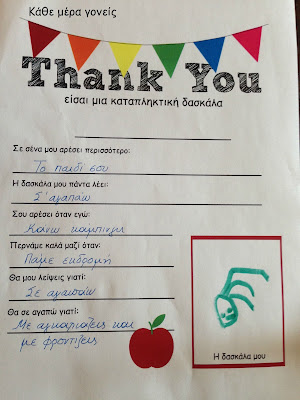 Κάθε μέρα γονείς
Thank You
είσαι μια καταπληκτική δασκάλα
Σε σένα μου αρέσει περισσότερο:
Το παιδί σου
Η δασκάλα μου πάντα λέει:
Σ' αγαπάω
Σου αρέσει όταν εγώ:
Κάνω κάμπινγκ
Περνάμε καλά μαζί όταν:
Πάμε εκδρομή
Θα μου λείψεις γιατί:
Σε αγαπάω
Θα σε αγαπώ γιατί:
Με αγκαλιάζεις και
με φροντίζεις
Η δασκάλα μου